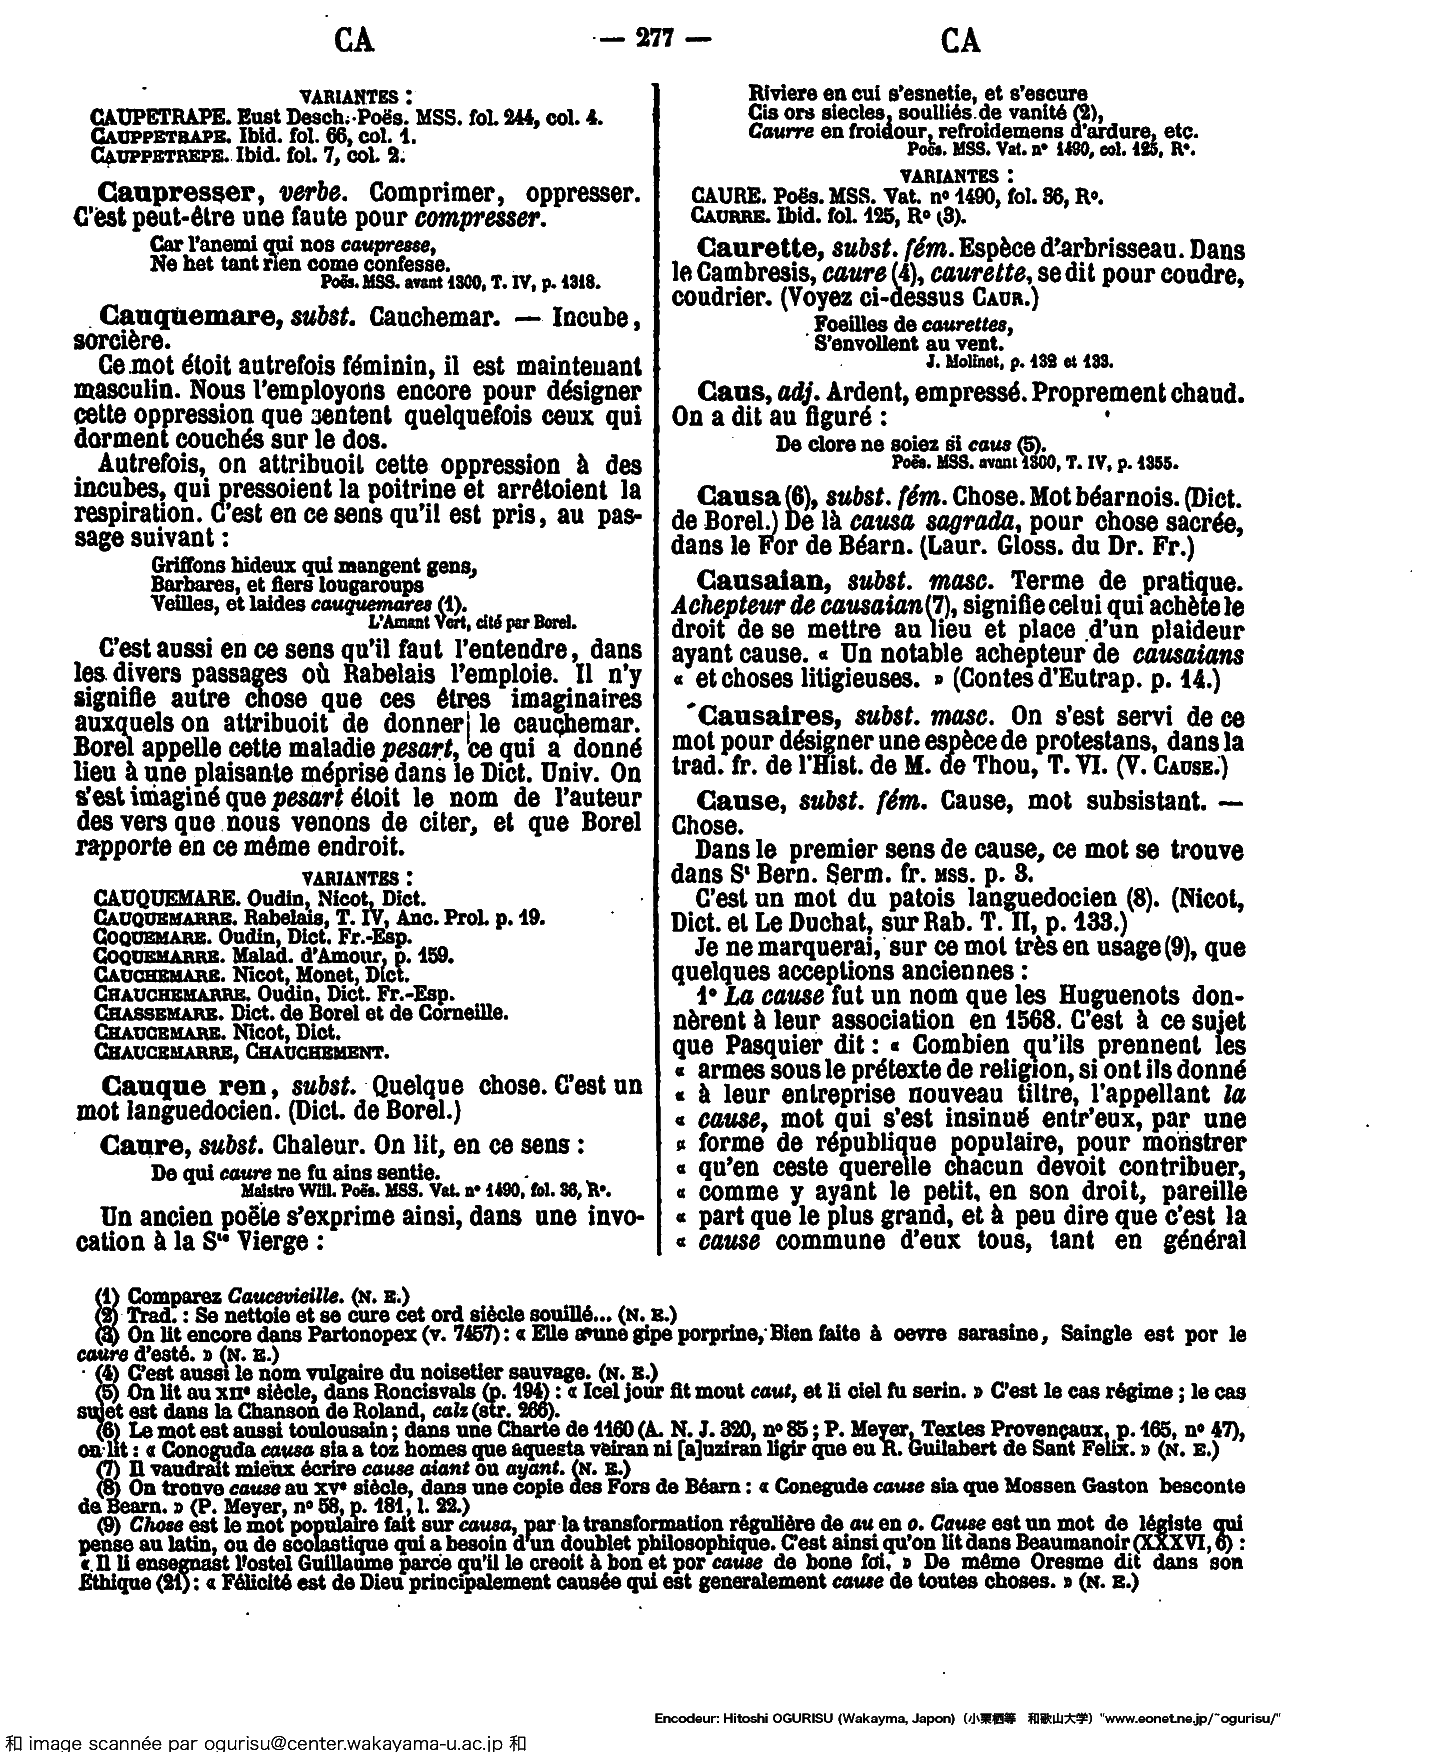 CA
— 277 —
CA
VARIANTES :
CAUPETRAPE. Eust Desch. Poës. MSS. fol. 244, col. 4.
CAUPPETRAPE. Ibid. fol. 66, col. 1.
CAUPPETREPE. Ibid. fol. 7, col. 2.
Caupresser, verbe. Comprimer, oppresser.
C'est peut-être une faute pour compresser.
Car l'anemi qui nos caupresse,
Ne het tant rien come confesse.
Poës. MSS. avant 1300, T. IV, p. 1318.
Cauquemare, subst. Cauchemar. — Incube,
sorcière.
Ce mot étoit autrefois féminin, il est maintenant
masculin. Nous l'employons encore pour désigner
cette oppression que sentent quelquefois ceux qui
dorment couchés sur le dos.
Autrefois, on attribuoit cette oppression à des
incubes, qui pressoient la poitrine et arrêtoient la
respiration. C'est en ce sens qu'il est pris, au pas-
sage suivant :
Griffons hideux qui mangent gens,
Barbares, et fiers lougaroups
Veilles, et laides cauquemares (1).
L'Amant Vert, cité par Borel.
C'est aussi en ce sens qu'il faut l'entendre, dans
les divers passages où Rabelais l'emploie. Il n'y
signifie autre chose que ces êtres imaginaires
auxquels on attribuoit de donner le cauchemar.
Borel appelle cette maladie pesart, ce qui a donné
lieu à une plaisante méprise dans le Dict. Univ. On
s'est imaginé que pesart étoit le nom de l'auteur
des vers que nous venons de citer, et que Borel
rapporte en ce même endroit.
VARIANTES :
CAUQUEMARE. Oudin, Nicot, Dict.
CAUQUEMARRE. Rabelais, T. IV, Anc. Prol. p. 19.
COQUEMARE. Oudin, Dict. Fr.-Esp.
COQUEMARRE. Malad. d'Amour, p. 159.
CAUCHEMARE. Nicot, Monet, Dict.
CHAUCHEMARRE. Oudin, Dict. Fr.-Esp.
CHASSEMARE. Dict. de Borel et de Corneille.
CHAUCEMARE. Nicot, Dict.
CHAUCEMARRE, CHAUCHEMENT.
Cauque ren, subst. Quelque chose. C'est un
mot languedocien. (Dict. de Borel.)
Caure, subst. Chaleur. On lit, en ce sens :
De qui caure ne fu ains sentie.
Maistre Will. Poës. MSS. Vat. nº 1490, fol. 36, Rº.
Un ancien poëte s'exprime ainsi, dans une invo-
cation à la Sᵗᵉ Vierge :
Riviere en cui s'esnetie, et s'escure
Cis ors siecles, soulliés de vanité (2),
Caurre en froidour, refroidemens d'ardure, etc.
Poës. MSS. Vat. nº 1490, col. 125, Rº.
VARIANTES :
CAURE. Poës. MSS. Vat. nº 1490, fol. 36, Rº.
CAURRE. Ibid. fol. 125, Rº (3).
Caurette, subst. fém. Espèce d'arbrisseau. Dans
le Cambresis, caure (4), caurette, se dit pour coudre,
coudrier. (Voyez ci-dessus CAUR.)
Foeilles de caurettes,
S'envollent au vent.
J. Molinet, p. 132 et 133.
Caus, adj. Ardent, empressé. Proprement chaud.
On a dit au figuré :
De clore ne soiez si caus (5).
Poës. MSS. avant 1300, T. IV, p. 1355.
Causa (6), subst. fém. Chose. Mot béarnois. (Dict.
de Borel.) De là causa sagrada, pour chose sacrée,
dans le For de Béarn. (Laur. Gloss. du Dr. Fr.)
Causaian, subst. masc. Terme de pratique.
Achepteur de causaian (7), signifie celui qui achète le
droit de se mettre au lieu et place d'un plaideur
ayant cause. « Un notable achepteur de causaians
« et choses litigieuses. » (Contes d'Eutrap. p. 14.)
Causaires, subst. masc. On s'est servi de ce
mot pour désigner une espèce de protestans, dans la
trad. fr. de l'Hist. de M. de Thou, T. VI. (V. CAUSE.)
Cause, subst. fém. Cause, mot subsistant. —
Chose.
Dans le premier sens de cause, ce mot se trouve
dans Sᵗ Bern. Serm. fr. MSS. p. 3.
C'est un mot du patois languedocien (8). (Nicot,
Dict. et Le Duchat, sur Rab. T. II, p. 133.)
Je ne marquerai, sur ce mot très en usage (9), que
quelques acceptions anciennes :
1º La cause fut un nom que les Huguenots don-
nèrent à leur association en 1568. C'est à ce sujet
que Pasquier dit : « Combien qu'ils prennent les
« armes sous le prétexte de religion, si ont ils donné
« à leur entreprise nouveau tiltre, l'appellant la
« cause, mot qui s'est insinué entr'eux, par une
« forme de république populaire, pour monstrer
« qu'en ceste querelle chacun devoit contribuer,
« comme y ayant le petit, en son droit, pareille
« part que le plus grand, et à peu dire que c'est la
« cause commune d'eux tous, tant en général
(1) Comparez Caucevieille. (N. E.)
(2) Trad. : Se nettoie et se cure cet ord siècle souillé... (N. E.)
(3) On lit encore dans Partonopex (v. 7457) : « Elle a une gipe porprine, Bien faite à oevre sarasine, Saingle est por le
caure d'esté. » (N. E.)
(4) C'est aussi le nom vulgaire du noisetier sauvage. (N. E.)
(5) On lit au XIIᵉ siècle, dans Roncisvals (p. 194) : « Icel jour fit mout caut, et li ciel fu serin. » C'est le cas régime ; le cas
sujet est dans la Chanson de Roland, calz (str. 266).
(6) Le mot est aussi toulousain ; dans une Charte de 1160 (A. N. J. 320, nº 85 ; P. Meyer, Textes Provençaux, p. 165, nº 47),
on lit : « Conoguda causa sia a toz homes que aquesta veiran ni [a]uziran ligir que eu R. Guilabert de Sant Felix. » (N. E.)
(7) Il vaudrait mieux écrire cause aiant ou ayant. (N. E.)
(8) On trouve cause au XVᵉ siècle, dans une copie des Fors de Béarn : « Conegude cause sia que Mossen Gaston besconte
de Bearn. » (P. Meyer, nº 58, p. 181, l. 22.)
(9) Chose est le mot populaire fait sur causa, par la transformation régulière de au en o. Cause est un mot de légiste qui
pense au latin, ou de scolastique qui a besoin d'un doublet philosophique. C'est ainsi qu'on lit dans Beaumanoir (XXXVI, 6) :
« Il li ensegnast l'ostel Guillaume parce qu'il le creoit à bon et por cause de bone foi. » De même Oresme dit dans son
Ethique (21) : « Félicité est de Dieu principalement causée qui est generalement cause de toutes choses. » (N. E.)
Encodeur: Hitoshi OGURISU (Wakayma, Japon) (小栗栖等 和歌山大学) "www.eonet.ne.jp/~ogurisu/"
和 image scannée par ogurisu@center.wakayama-u.ac.jp 和